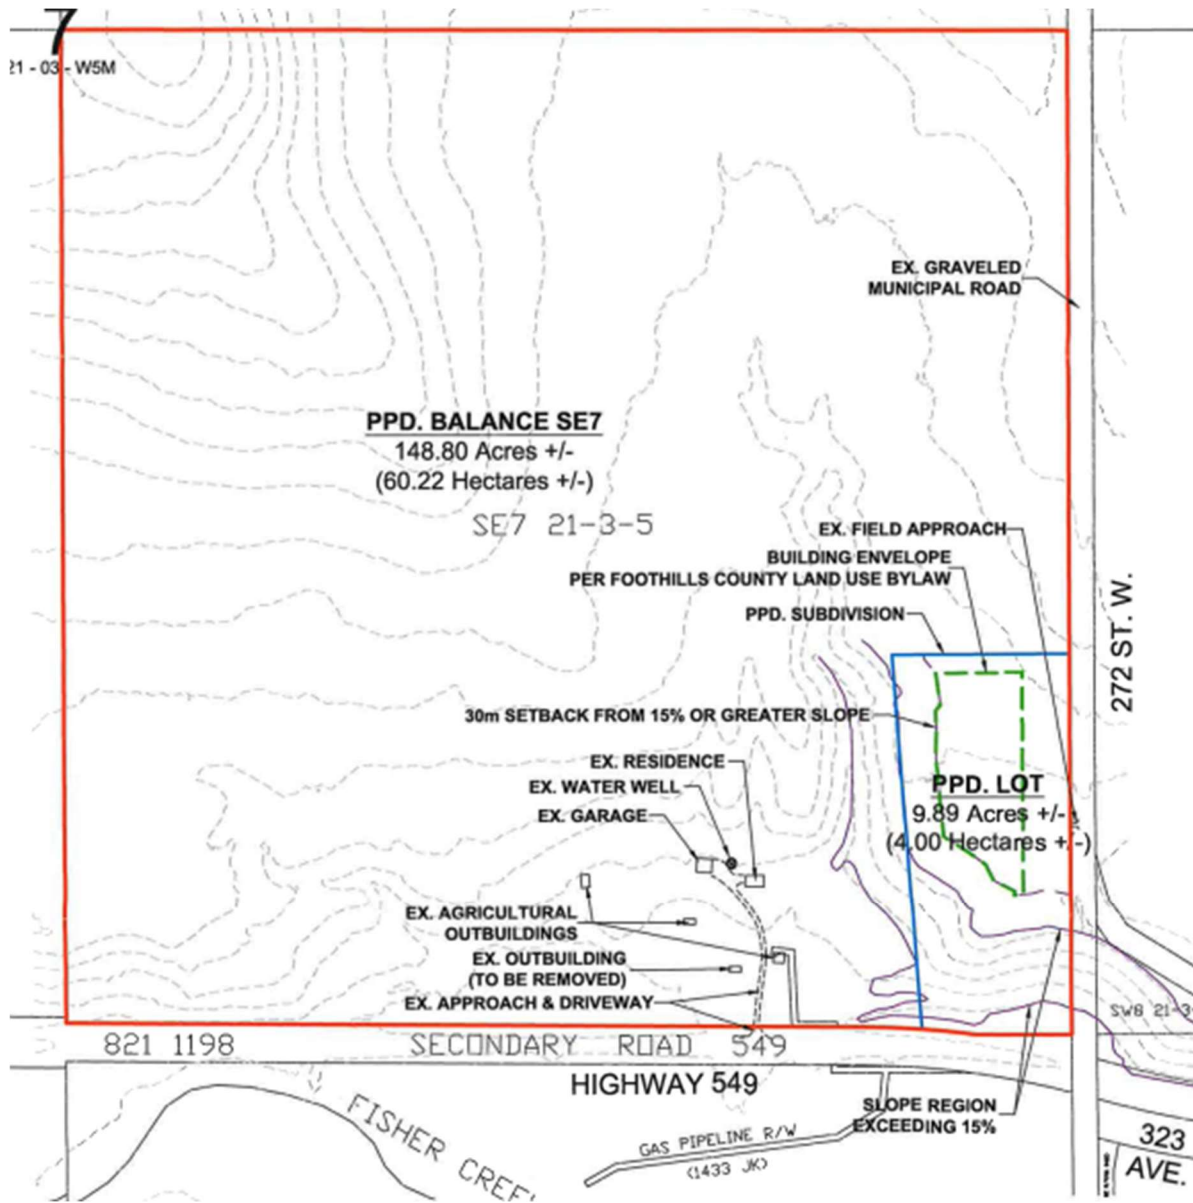 7
21 - 03 - W5M
EX. GRAVELED
MUNICIPAL ROAD
PPD. BALANCE SE7
148.80 Acres +/-
(60.22 Hectares +/-)
SE7 21-3-5
EX. FIELD APPROACH
BUILDING ENVELOPE
PER FOOTHILLS COUNTY LAND USE BYLAW
PPD. SUBDIVISION
272 ST. W.
30m SETBACK FROM 15% OR GREATER SLOPE
EX. RESIDENCE
EX. WATER WELL
EX. GARAGE
PPD. LOT
9.89 Acres +/-
(4.00 Hectares +/-)
EX. AGRICULTURAL
OUTBUILDINGS
EX. OUTBUILDING
(TO BE REMOVED)
EX. APPROACH & DRIVEWAY
SW8 21-3-
821 1198
SECONDARY ROAD 549
HIGHWAY 549
SLOPE REGION
EXCEEDING 15%
FISHER CREE
GAS PIPELINE R/W
(1433 JK)
323
AVE.